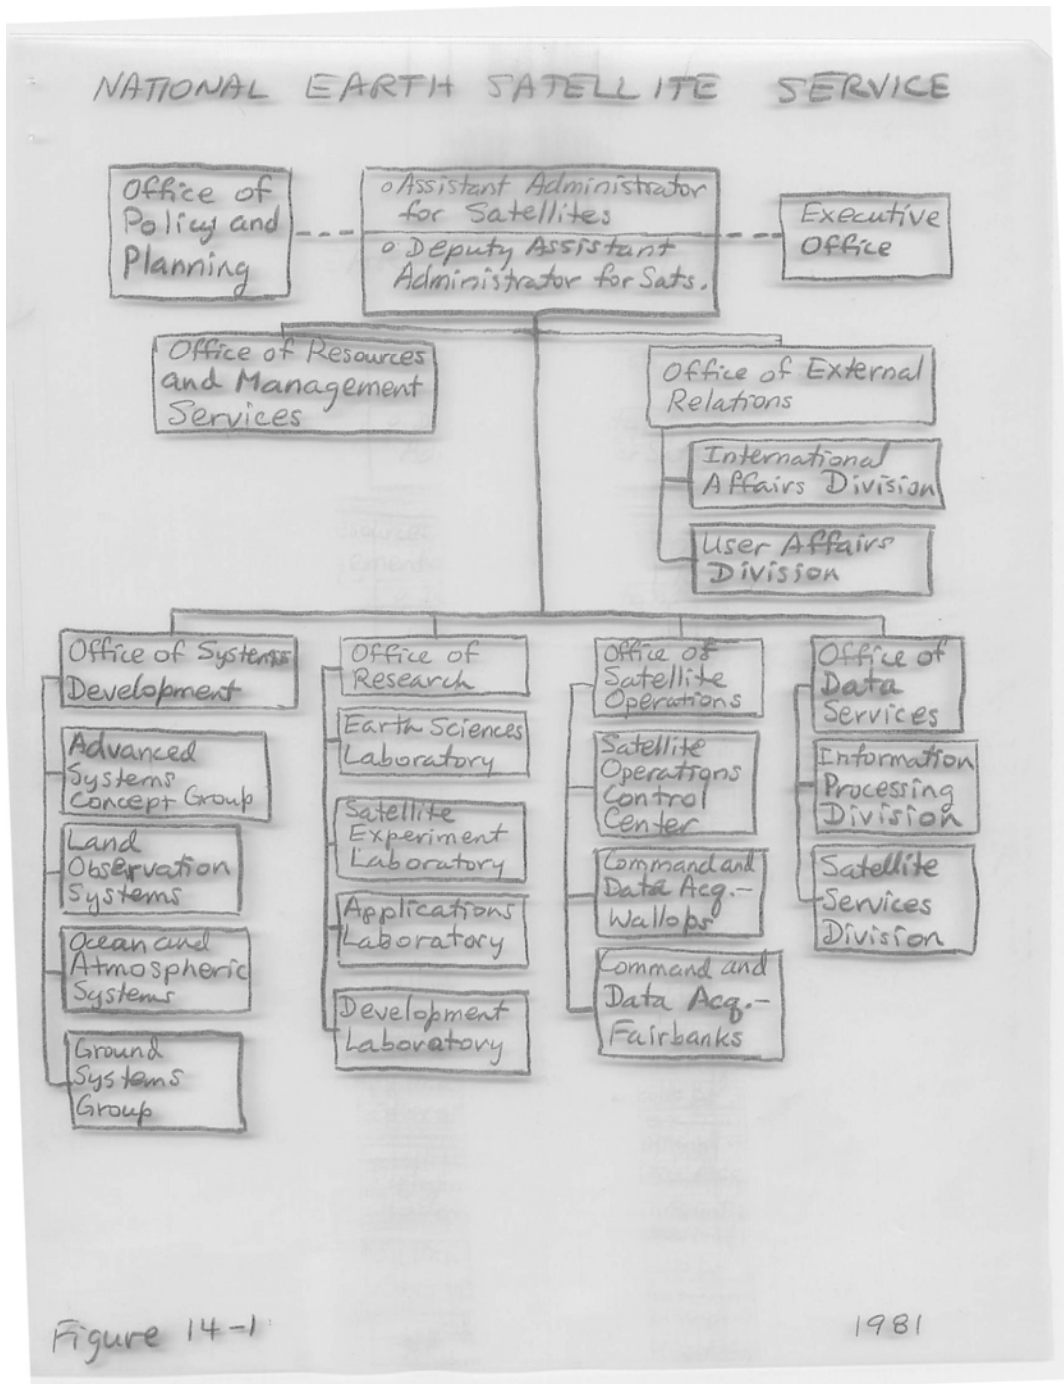 NATIONAL EARTH SATELLITE SERVICE
Office of
Policy and
Planning
o Assistant Administrator
for Satellites
o Deputy Assistant
Administrator for Sats.
Executive
Office
Office of Resources
and Management
Services
Office of External
Relations
International
Affairs Division
User Affairs
Division
Office of Systems
Development
Advanced
Systems
Concept Group
Land
Observation
Systems
Ocean and
Atmospheric
Systems
Ground
Systems
Group
Office of
Research
Earth Sciences
Laboratory
Satellite
Experiment
Laboratory
Applications
Laboratory
Development
Laboratory
Office of
Satellite
Operations
Satellite
Operations
Control
Center
Command and
Data Acq.-
Wallops
Command and
Data Acq.-
Fairbanks
Office of
Data
Services
Information
Processing
Division
Satellite
Services
Division
Figure 14-1
1981